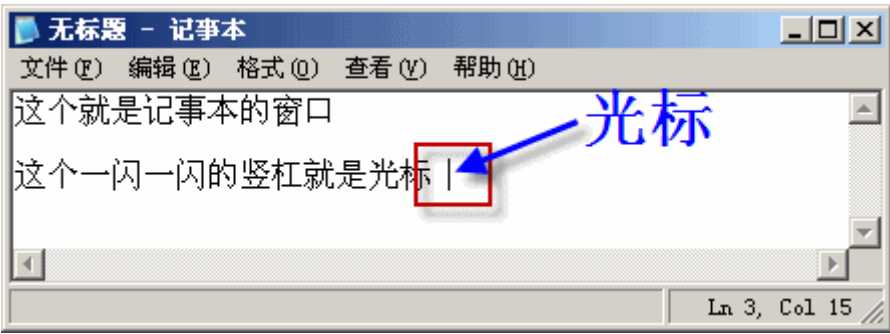 无标题 - 记事本
文件(F) 编辑(E) 格式(O) 查看(V) 帮助(H)
这个就是记事本的窗口
光标
这个一闪一闪的竖杠就是光标
Ln 3, Col 15